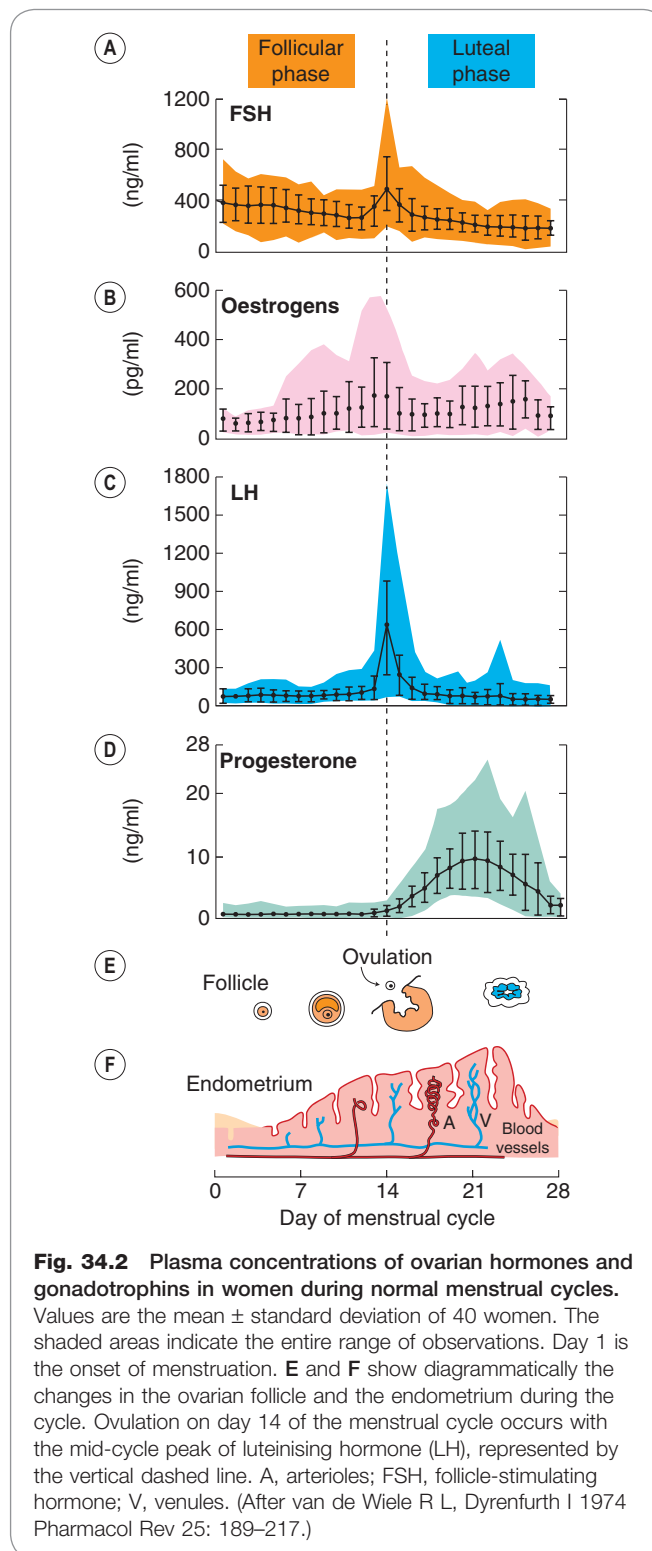 A
Follicular
phase
Luteal
phase
FSH
(ng/ml)
1200
800
400
0
B
Oestrogens
(pg/ml)
600
400
200
0
C
LH
(ng/ml)
1800
1500
1200
900
600
300
0
D
Progesterone
(ng/ml)
28
20
10
0
E
Follicle
Ovulation
F
Endometrium
A
V
Blood
vessels
0 7 14 21 28
Day of menstrual cycle
Fig. 34.2 Plasma concentrations of ovarian hormones and
gonadotrophins in women during normal menstrual cycles.
Values are the mean ± standard deviation of 40 women. The
shaded areas indicate the entire range of observations. Day 1 is
the onset of menstruation. E and F show diagrammatically the
changes in the ovarian follicle and the endometrium during the
cycle. Ovulation on day 14 of the menstrual cycle occurs with
the mid-cycle peak of luteinising hormone (LH), represented by
the vertical dashed line. A, arterioles; FSH, follicle-stimulating
hormone; V, venules. (After van de Wiele R L, Dyrenfurth I 1974
Pharmacol Rev 25: 189–217.)